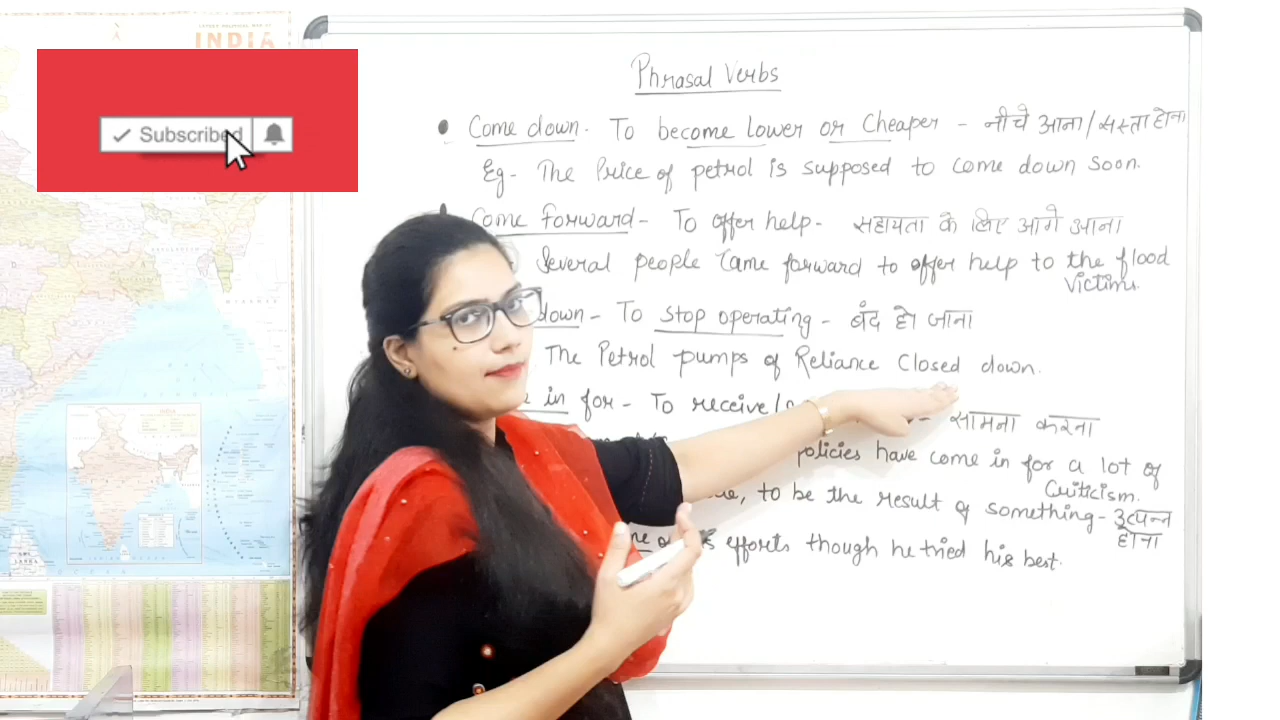 INDIA
Subscribed
Phrasal Verbs
Come down. To become Lower or Cheaper - नीचे आना/सस्ता होना
Eg- The Price of petrol is supposed to come down soon.
Come forward- To offer help- सहायता के लिए आगे आना
Several people came forward to offer help to the flood
victims.
down- To stop operating - बंद हो जाना
The Petrol pumps of Reliance Closed down.
in for- To receive/
सामना करना
policies have come in for a lot of
Criticism.
to be the result of something- उत्पन्न
होना
efforts though he tried his best.